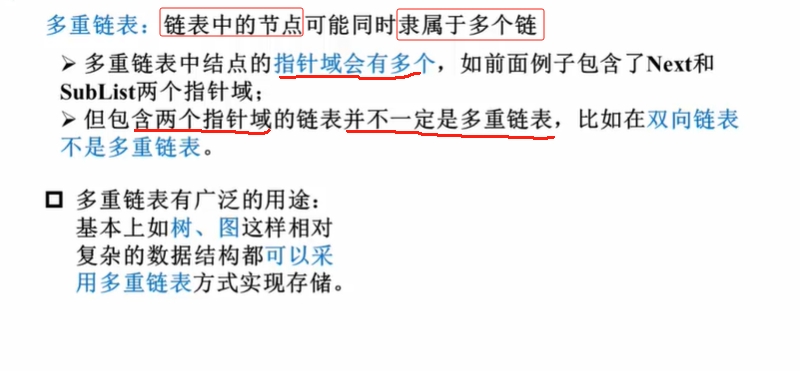 多重链表：链表中的节点可能同时隶属于多个链
➤ 多重链表中结点的指针域会有多个，如前面例子包含了Next和
SubList两个指针域；
➤ 但包含两个指针域的链表并不一定是多重链表，比如在双向链表
不是多重链表。
多重链表有广泛的用途：
基本上如树、图这样相对
复杂的数据结构都可以采
用多重链表方式实现存储。